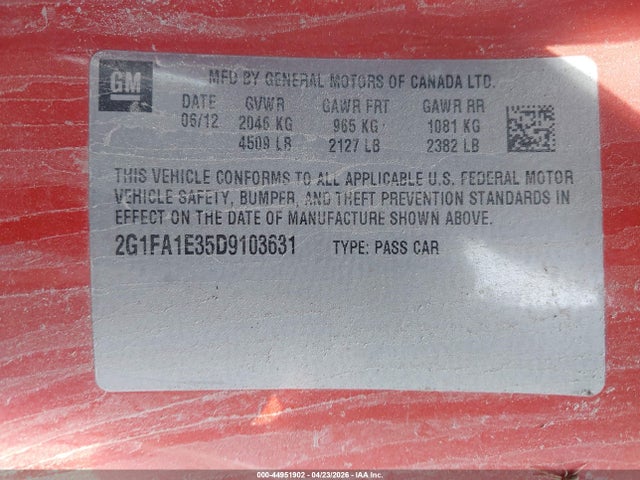 GM
MFD BY GENERAL MOTORS OF CANADA LTD.
DATE GVWR GAWR FRT GAWR RR
06/12 2046 KG 965 KG 1081 KG
4509 LB 2127 LB 2382 LB
THIS VEHICLE CONFORMS TO ALL APPLICABLE U.S. FEDERAL MOTOR
VEHICLE SAFETY, BUMPER, AND THEFT PREVENTION STANDARDS IN
EFFECT ON THE DATE OF MANUFACTURE SHOWN ABOVE.
2G1FA1E35D9103631 TYPE: PASS CAR
000-44951902 - 04/23/2026 - IAAI, Inc.